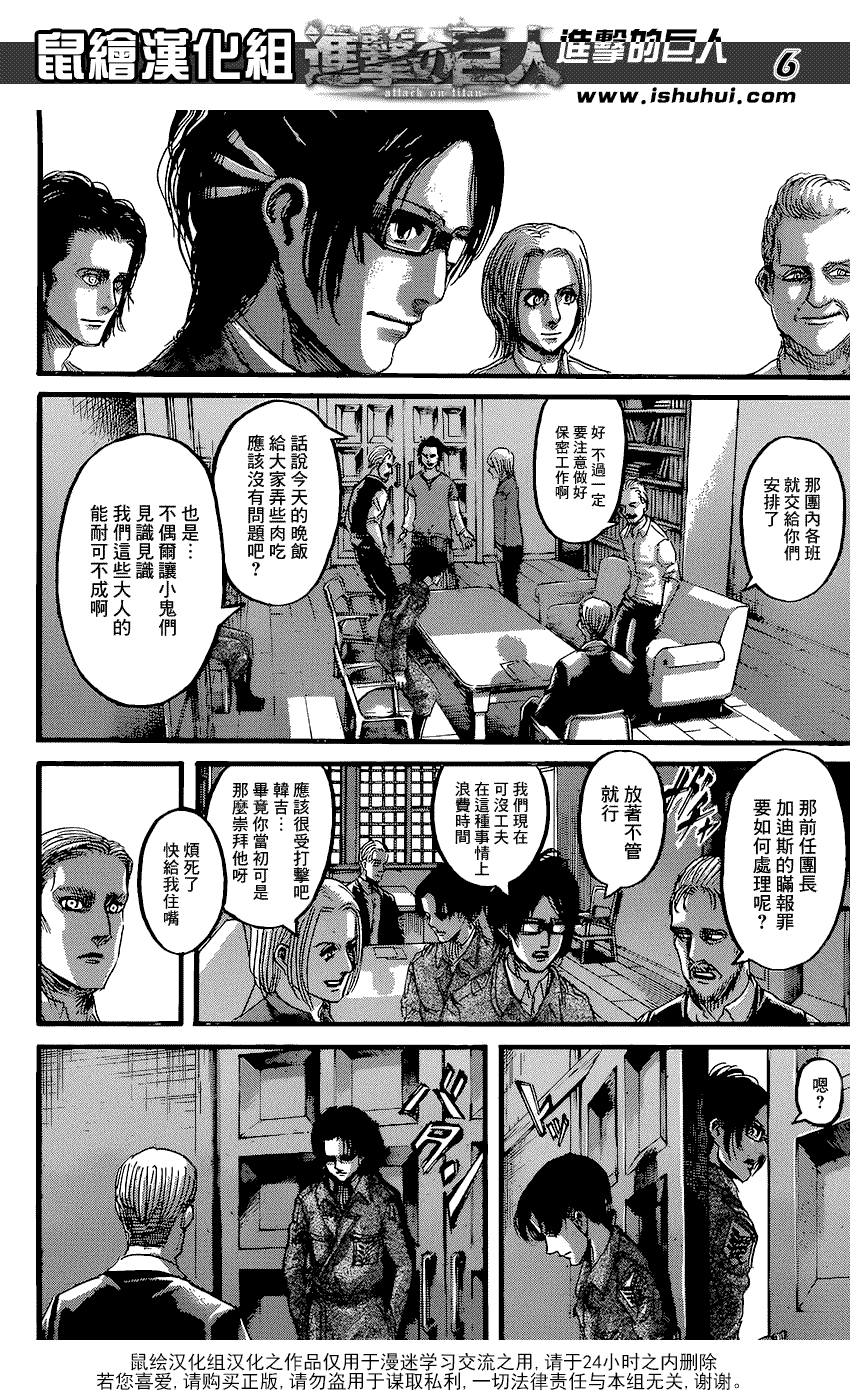 鼠繪漢化組
進撃の巨人
attack on titan
進擊的巨人
www.ishuhui.com
6
那團內各班
就交給你們
安排了
好 不過一定
要注意做好
保密工作啊
話說今天的晚飯
給大家弄些肉吃
應該沒有問題吧?
也是…
不偶爾讓小鬼們
見識見識
我們這些大人的
能耐可不成啊
那前任團長
加迪斯的瞞報罪
要如何處理呢?
放著不管
就行
我們現在
可沒工夫
在這種事情上
浪費時間
應該很受打擊吧
韓吉…
畢竟你當初可是
那麼崇拜他呀
煩死了
快給我住嘴
嗯?
ドッ
バタン
鼠绘汉化组汉化之作品仅用于漫迷学习交流之用,请于24小时之内删除
若您喜爱,请购买正版,请勿盗用于谋取私利,一切法律责任与本组无关,谢谢。